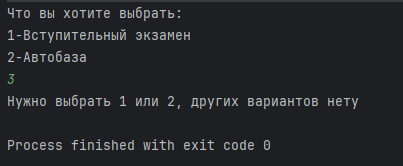 Что вы хотите выбрать:
1-Вступительный экзамен
2-Автобаза
3
Нужно выбрать 1 или 2, других вариантов нету
Process finished with exit code 0